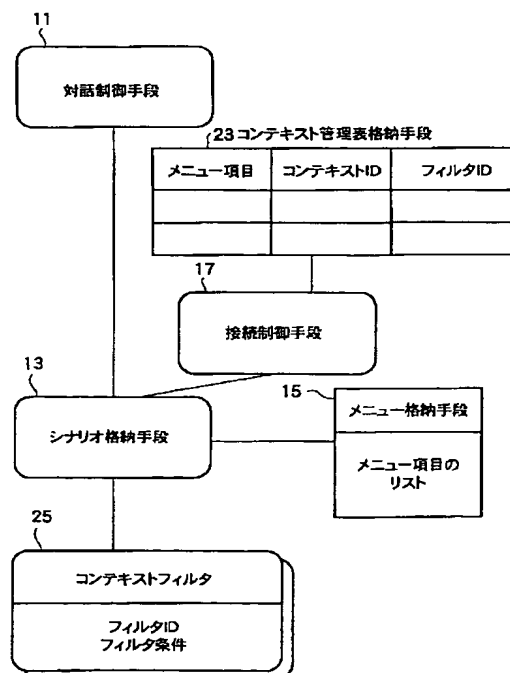 11
対話制御手段
23 コンテキスト管理表格納手段
メニュー項目 コンテキストID フィルタID
17
接続制御手段
13
シナリオ格納手段
15
メニュー格納手段
メニュー項目の
リスト
25
コンテキストフィルタ
フィルタID
フィルタ条件